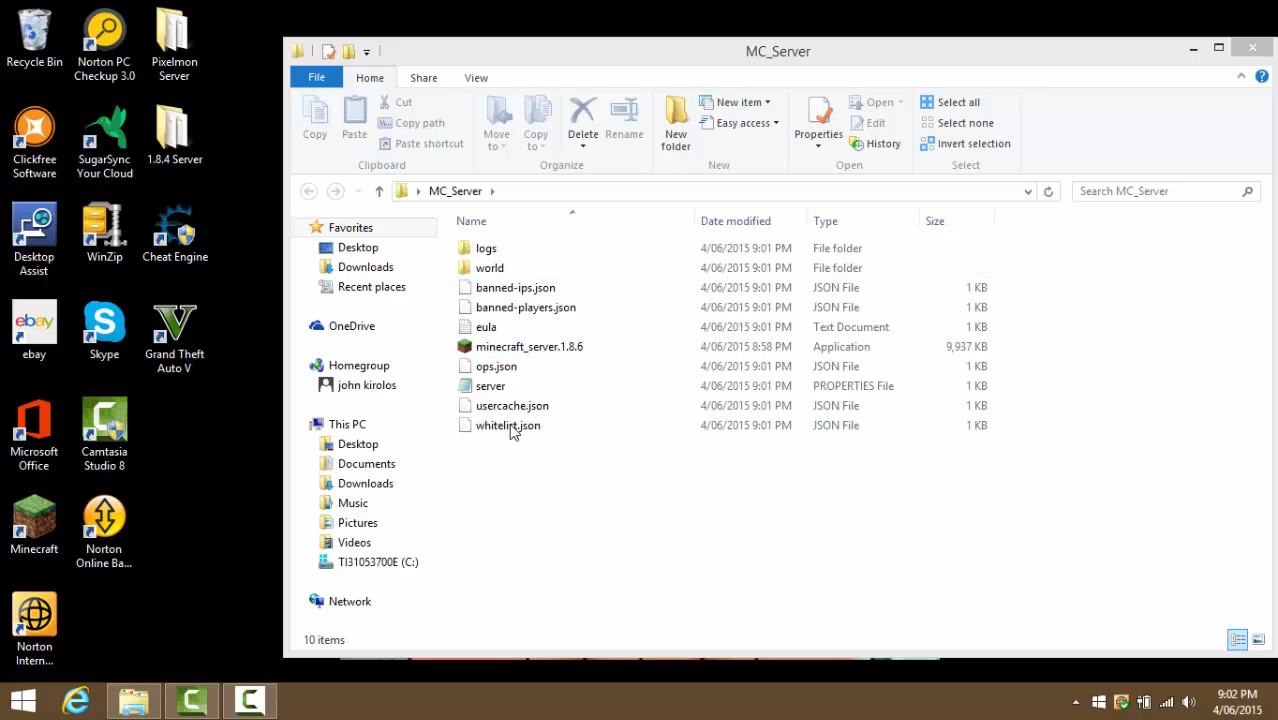 Recycle Bin
Norton PC
Checkup 3.0
Pixelmon
Server
Clickfree
Software
SugarSync
Your Cloud
1.8.4 Server
Desktop
Assist
WinZip
Cheat Engine
ebay
ebay
Skype
Grand Theft
Auto V
Microsoft
Office
Camtasia
Studio 8
Minecraft
Norton
Online Ba...
Norton
Intern...
MC_Server
File
Home
Share
View
Copy
Paste
Cut
Copy path
Paste shortcut
Clipboard
Move
to
Copy
to
Delete
Rename
Organize
New
folder
New item
Easy access
New
Properties
Open
Edit
History
Open
Select all
Select none
Invert selection
Select
MC_Server
Search MC_Server
Favorites
Desktop
Downloads
Recent places
OneDrive
Homegroup
john kirolos
This PC
Desktop
Documents
Downloads
Music
Pictures
Videos
TI31053700E (C:)
Network
Name Date modified Type Size
logs 4/06/2015 9:01 PM File folder
world 4/06/2015 9:01 PM File folder
banned-ips.json 4/06/2015 9:01 PM JSON File 1 KB
banned-players.json 4/06/2015 9:01 PM JSON File 1 KB
eula 4/06/2015 9:01 PM Text Document 1 KB
minecraft_server.1.8.6 4/06/2015 8:58 PM Application 9,937 KB
ops.json 4/06/2015 9:01 PM JSON File 1 KB
server 4/06/2015 9:01 PM PROPERTIES File 1 KB
usercache.json 4/06/2015 9:01 PM JSON File 1 KB
whitelist.json 4/06/2015 9:01 PM JSON File 1 KB
10 items
9:02 PM
4/06/2015